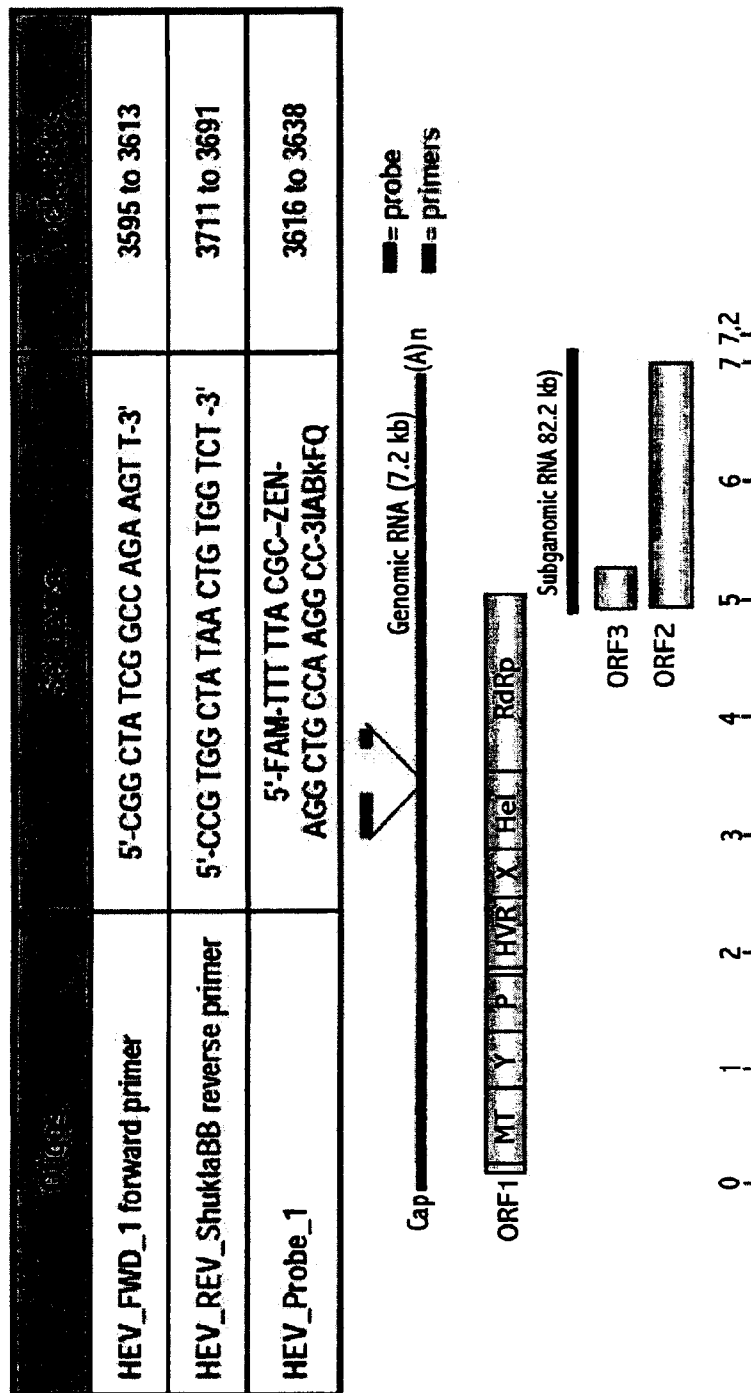 HEV_FWD_1 forward primer
5'-CGG CTA TCG GCC AGA AGT T-3'
3595 to 3613
HEV_REV_ShuklaBB reverse primer
5'-CCG TGG CTA TAA CTG TGG TCT -3'
3711 to 3691
HEV_Probe_1
5'-FAM-TTT TTA CGC–ZEN-
AGG CTG CCA AGG CC-3IABkFQ
3616 to 3638
= probe
= primers
Cap
Genomic RNA (7.2 kb)
(A)n
ORF1
MT Y P HVR X Hel RdRp
Subganomic RNA 82.2 kb)
ORF3
ORF2
0 1 2 3 4 5 6 7 7,2